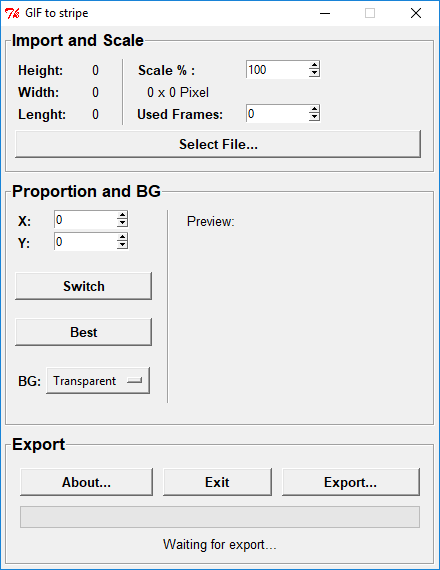 GIF to stripe
Import and Scale
Height: 0 Scale % : 100
Width: 0 0 x 0 Pixel
Lenght: 0 Used Frames: 0
Select File...
Proportion and BG
X: 0 Preview:
Y: 0
Switch
Best
BG: Transparent
Export
About... Exit Export...
Waiting for export...